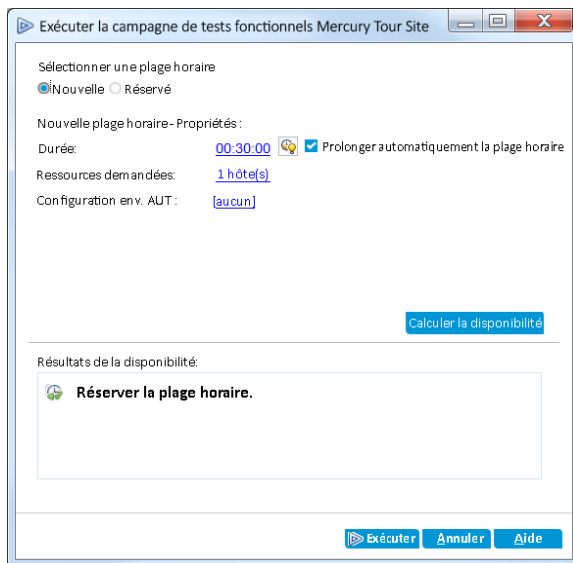 Exécuter la campagne de tests fonctionnels Mercury Tour Site
Sélectionner une plage horaire
Nouvelle Réservé
Nouvelle plage horaire- Propriétés :
Durée: 00:30:00 Prolonger automatiquement la plage horaire
Ressources demandées: 1 hôte(s)
Configuration env. AUT : [aucun]
Calculer la disponibilité
Résultats de la disponibilité:
Réserver la plage horaire.
Exécuter Annuler Aide